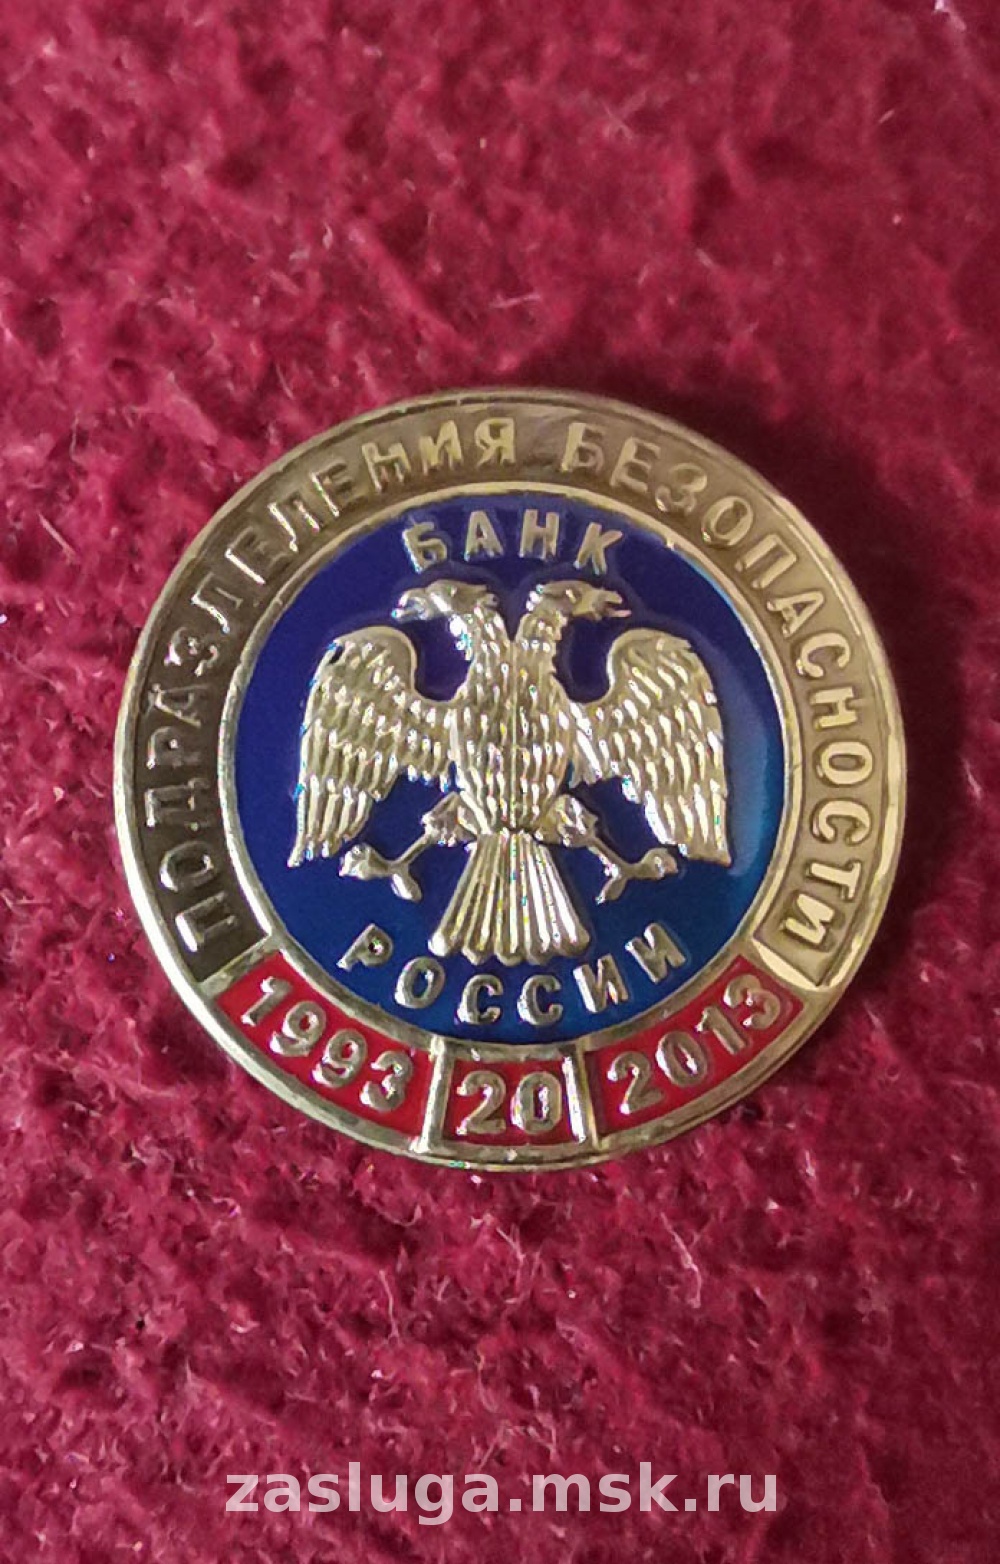 ПОДРАЗДЕЛЕНИЯ БЕЗОПАСНОСТИ
БАНК
РОССИИ
1993 20 2013
zasluga.msk.ru